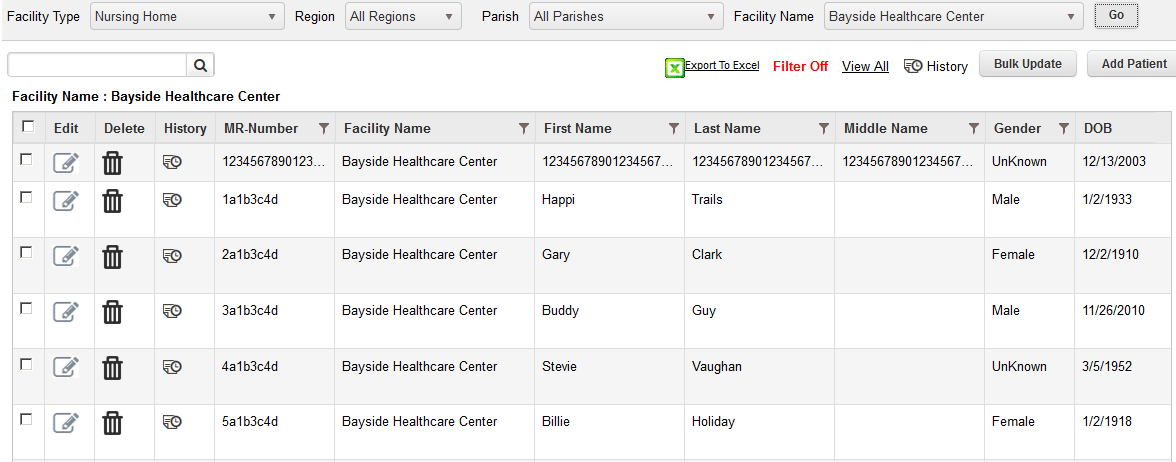 Facility Type Nursing Home Region All Regions Parish All Parishes Facility Name Bayside Healthcare Center Go
Export To Excel Filter Off View All History Bulk Update Add Patient
Facility Name : Bayside Healthcare Center
Edit Delete History MR-Number Facility Name First Name Last Name Middle Name Gender DOB
1234567890123... Bayside Healthcare Center 12345678901234567... 12345678901234567... 12345678901234567... UnKnown 12/13/2003
1a1b3c4d Bayside Healthcare Center Happi Trails Male 1/2/1933
2a1b3c4d Bayside Healthcare Center Gary Clark Female 12/2/1910
3a1b3c4d Bayside Healthcare Center Buddy Guy Male 11/26/2010
4a1b3c4d Bayside Healthcare Center Stevie Vaughan UnKnown 3/5/1952
5a1b3c4d Bayside Healthcare Center Billie Holiday Female 1/2/1918